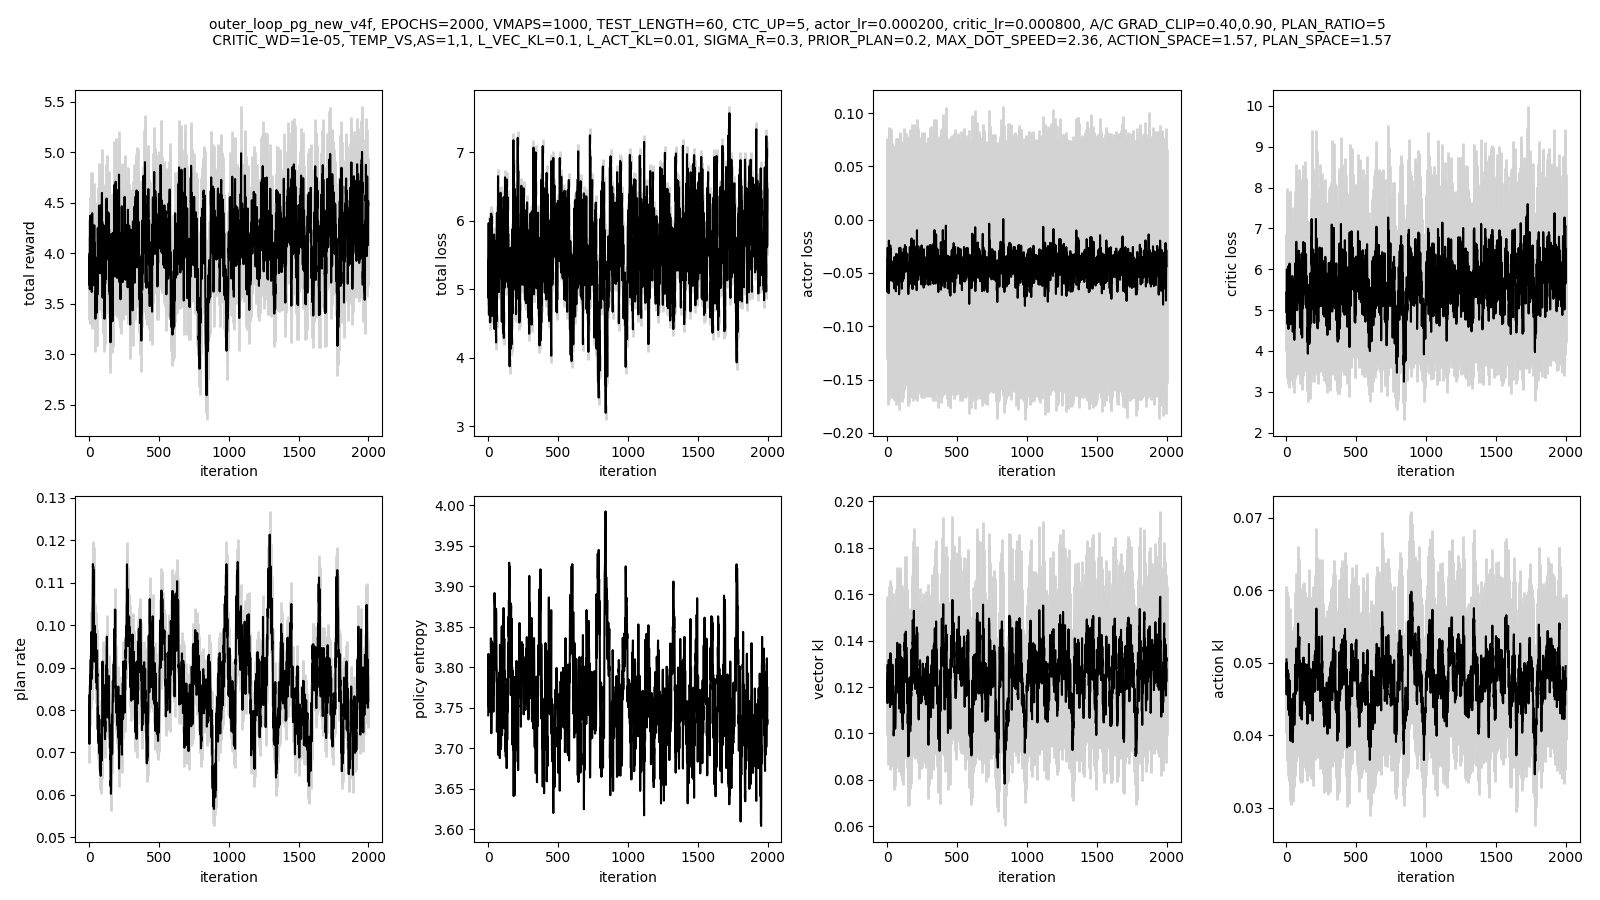 outer_loop_pg_new_v4f, EPOCHS=2000, VMAPS=1000, TEST_LENGTH=60, CTC_UP=5, actor_lr=0.000200, critic_lr=0.000800, A/C GRAD_CLIP=0.40,0.90, PLAN_RATIO=5
CRITIC_WD=1e-05, TEMP_VS,AS=1,1, L_VEC_KL=0.1, L_ACT_KL=0.01, SIGMA_R=0.3, PRIOR_PLAN=0.2, MAX_DOT_SPEED=2.36, ACTION_SPACE=1.57, PLAN_SPACE=1.57
total reward
5.5
5.0
4.5
4.0
3.5
3.0
2.5
0 500 1000 1500 2000
iteration
total loss
7
6
5
4
3
0 500 1000 1500 2000
iteration
actor loss
0.10
0.05
0.00
−0.05
−0.10
−0.15
−0.20
0 500 1000 1500 2000
iteration
critic loss
10
9
8
7
6
5
4
3
2
0 500 1000 1500 2000
iteration
plan rate
0.13
0.12
0.11
0.10
0.09
0.08
0.07
0.06
0.05
0 500 1000 1500 2000
iteration
policy entropy
4.00
3.95
3.90
3.85
3.80
3.75
3.70
3.65
3.60
0 500 1000 1500 2000
iteration
vector kl
0.20
0.18
0.16
0.14
0.12
0.10
0.08
0.06
0 500 1000 1500 2000
iteration
action kl
0.07
0.06
0.05
0.04
0.03
0 500 1000 1500 2000
iteration